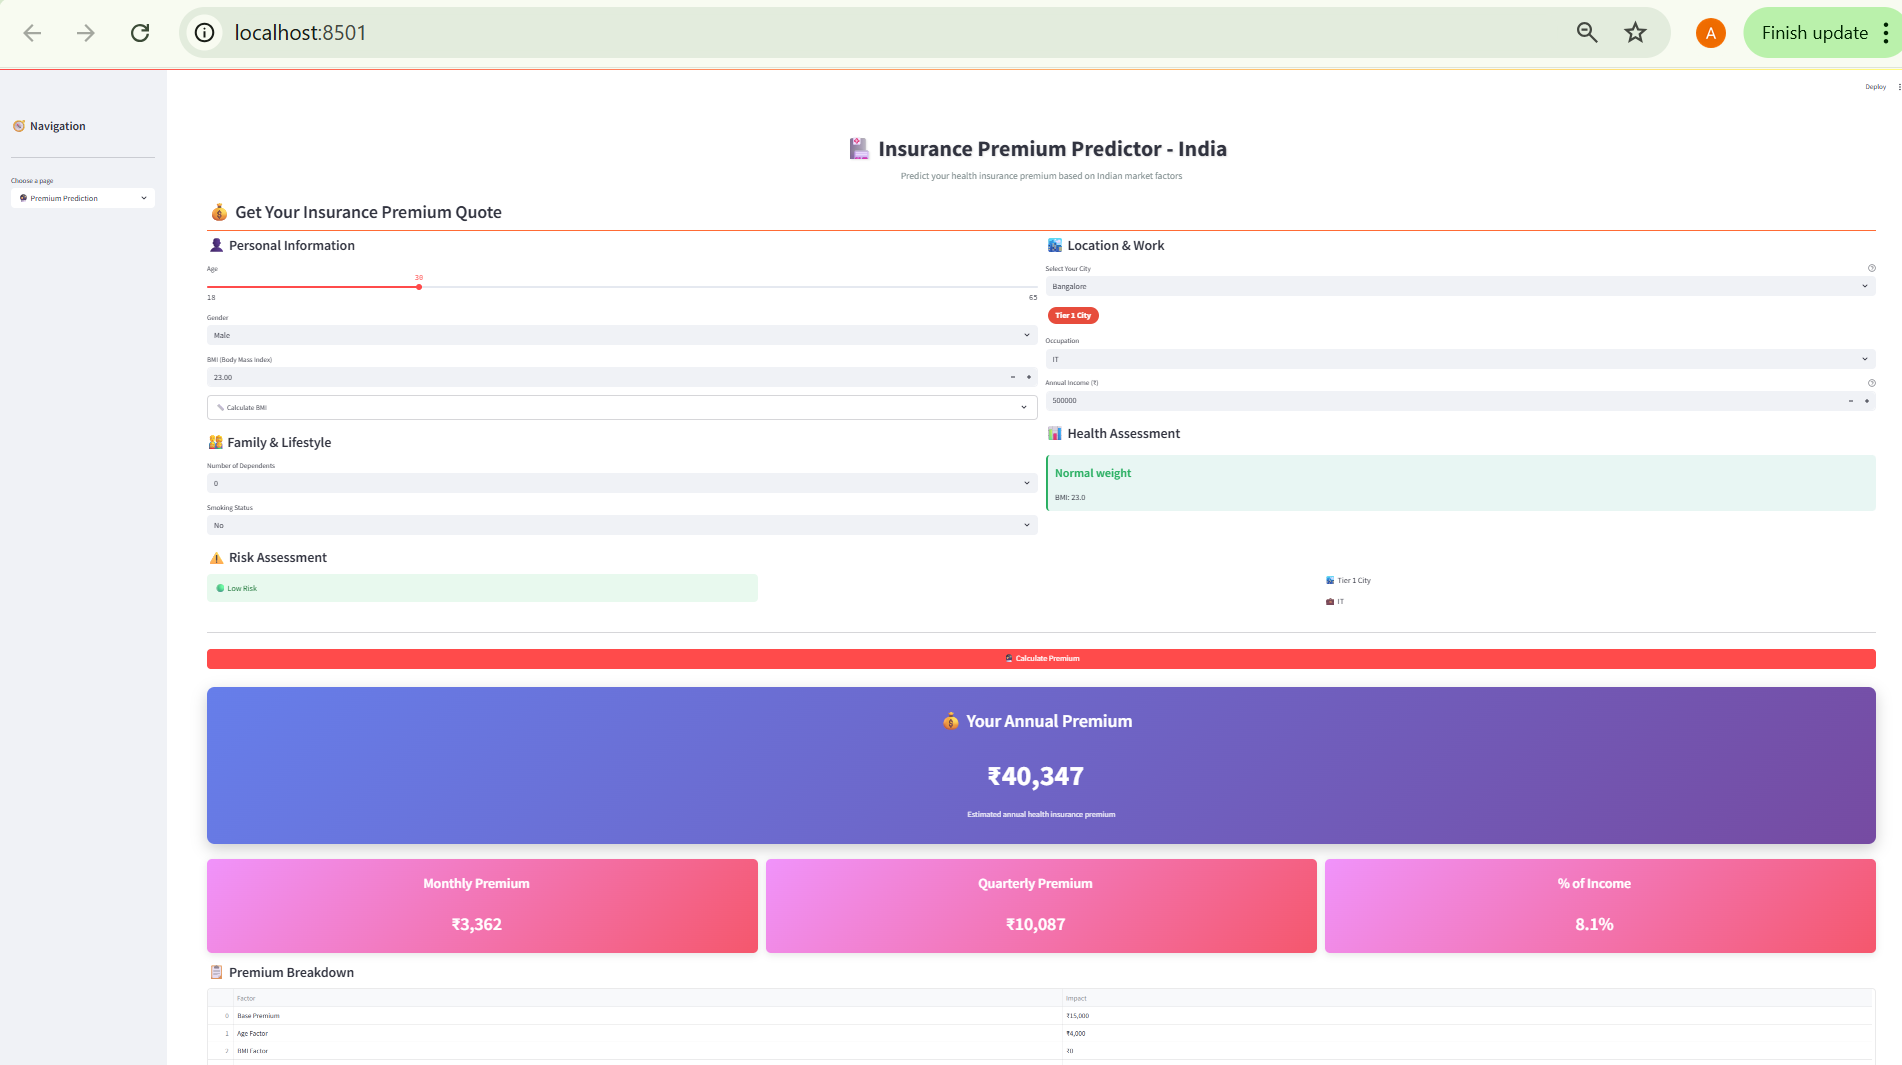 localhost:8501
A
Finish update
Deploy
Navigation
Choose a page
Premium Prediction
Insurance Premium Predictor - India
Predict your health insurance premium based on Indian market factors
Get Your Insurance Premium Quote
Personal Information
Age
30
18
65
Gender
Male
BMI (Body Mass Index)
23.00
Calculate BMI
Family & Lifestyle
Number of Dependents
0
Smoking Status
No
Location & Work
Select Your City
Bangalore
Tier 1 City
Occupation
IT
Annual Income (₹)
500000
Health Assessment
Normal weight
BMI: 23.0
Risk Assessment
Low Risk
Tier 1 City
IT
Calculate Premium
Your Annual Premium
₹40,347
Estimated annual health insurance premium
Monthly Premium
₹3,362
Quarterly Premium
₹10,087
% of Income
8.1%
Premium Breakdown
Factor Impact
0 Base Premium ₹15,000
1 Age Factor ₹4,000
2 BMI Factor ₹0